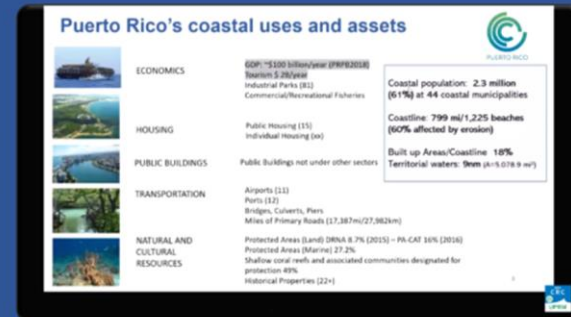 Puerto Rico's coastal uses and assets
PUERTO RICO
ECONOMICS
GDP: ~$100 billion/year (PRPB2018)
Tourism $ 2B/year
Industrial Parks (81)
Commercial/Recreational Fisheries
HOUSING
Public Housing (15)
Individual Housing (xx)
PUBLIC BUILDINGS
Public Buildings not under other sectors
TRANSPORTATION
Airports (11)
Ports (12)
Bridges, Culverts, Piers
Miles of Primary Roads (17,387mi/27,982km)
NATURAL AND
CULTURAL
RESOURCES
Protected Areas (Land) DRNA 8.7% (2015) – PA-CAT 16% (2016)
Protected Areas (Marine) 27.2%
Shallow coral reefs and associated communities designated for
protection 49%
Historical Properties (22+)
Coastal population: 2.3 million
(61%) at 44 coastal municipalities
Coastline: 799 mi/1,225 beaches
(60% affected by erosion)
Built up Areas/Coastline 18%
Territorial waters: 9nm (A=5,078.9 mi²)